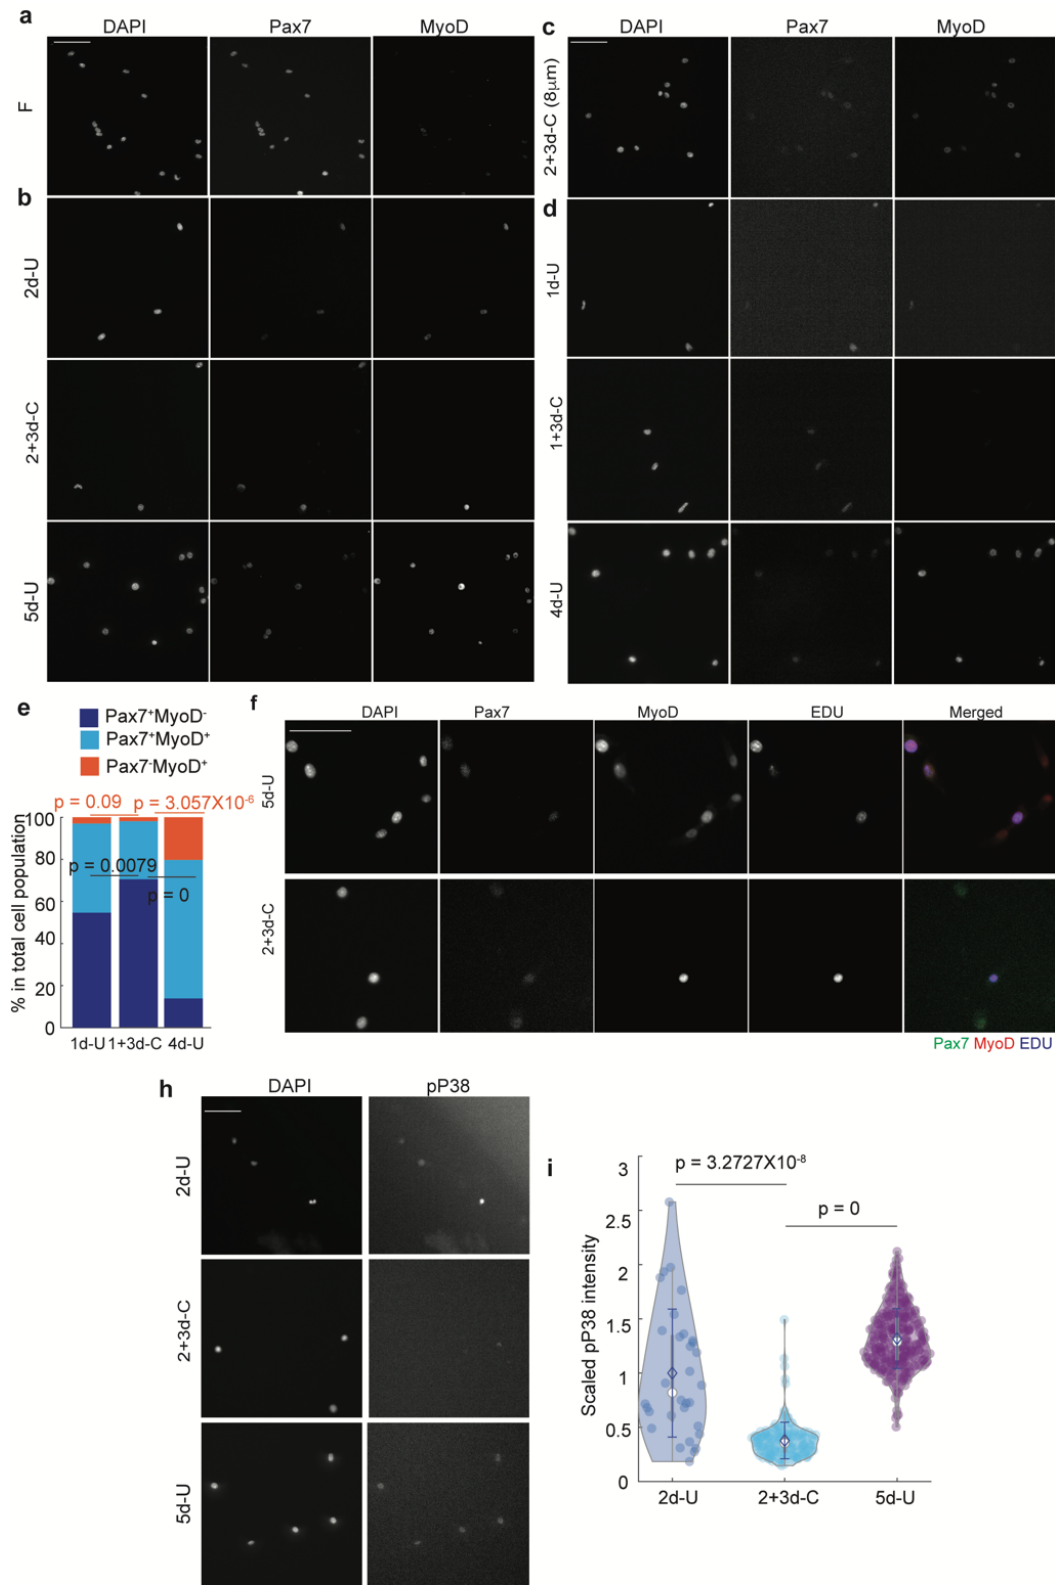 a
DAPI Pax7 MyoD
F
b
2d-U
2+3d-C
5d-U
c
DAPI Pax7 MyoD
2+3d-C (8μm)
d
1d-U
1+3d-C
4d-U
e
Pax7⁺MyoD⁻
Pax7⁺MyoD⁺
Pax7⁻MyoD⁺
p = 0.09 p = 3.057X10⁻⁶
p = 0.0079
p = 0
% in total cell population
100
80
60
40
20
0
1d-U 1+3d-C 4d-U
f
DAPI Pax7 MyoD EDU Merged
5d-U
2+3d-C
Pax7 MyoD EDU
h
DAPI pP38
2d-U
2+3d-C
5d-U
i
p = 3.2727X10⁻⁸
p = 0
Scaled pP38 intensity
3
2.5
2
1.5
1
0.5
0
2d-U 2+3d-C 5d-U